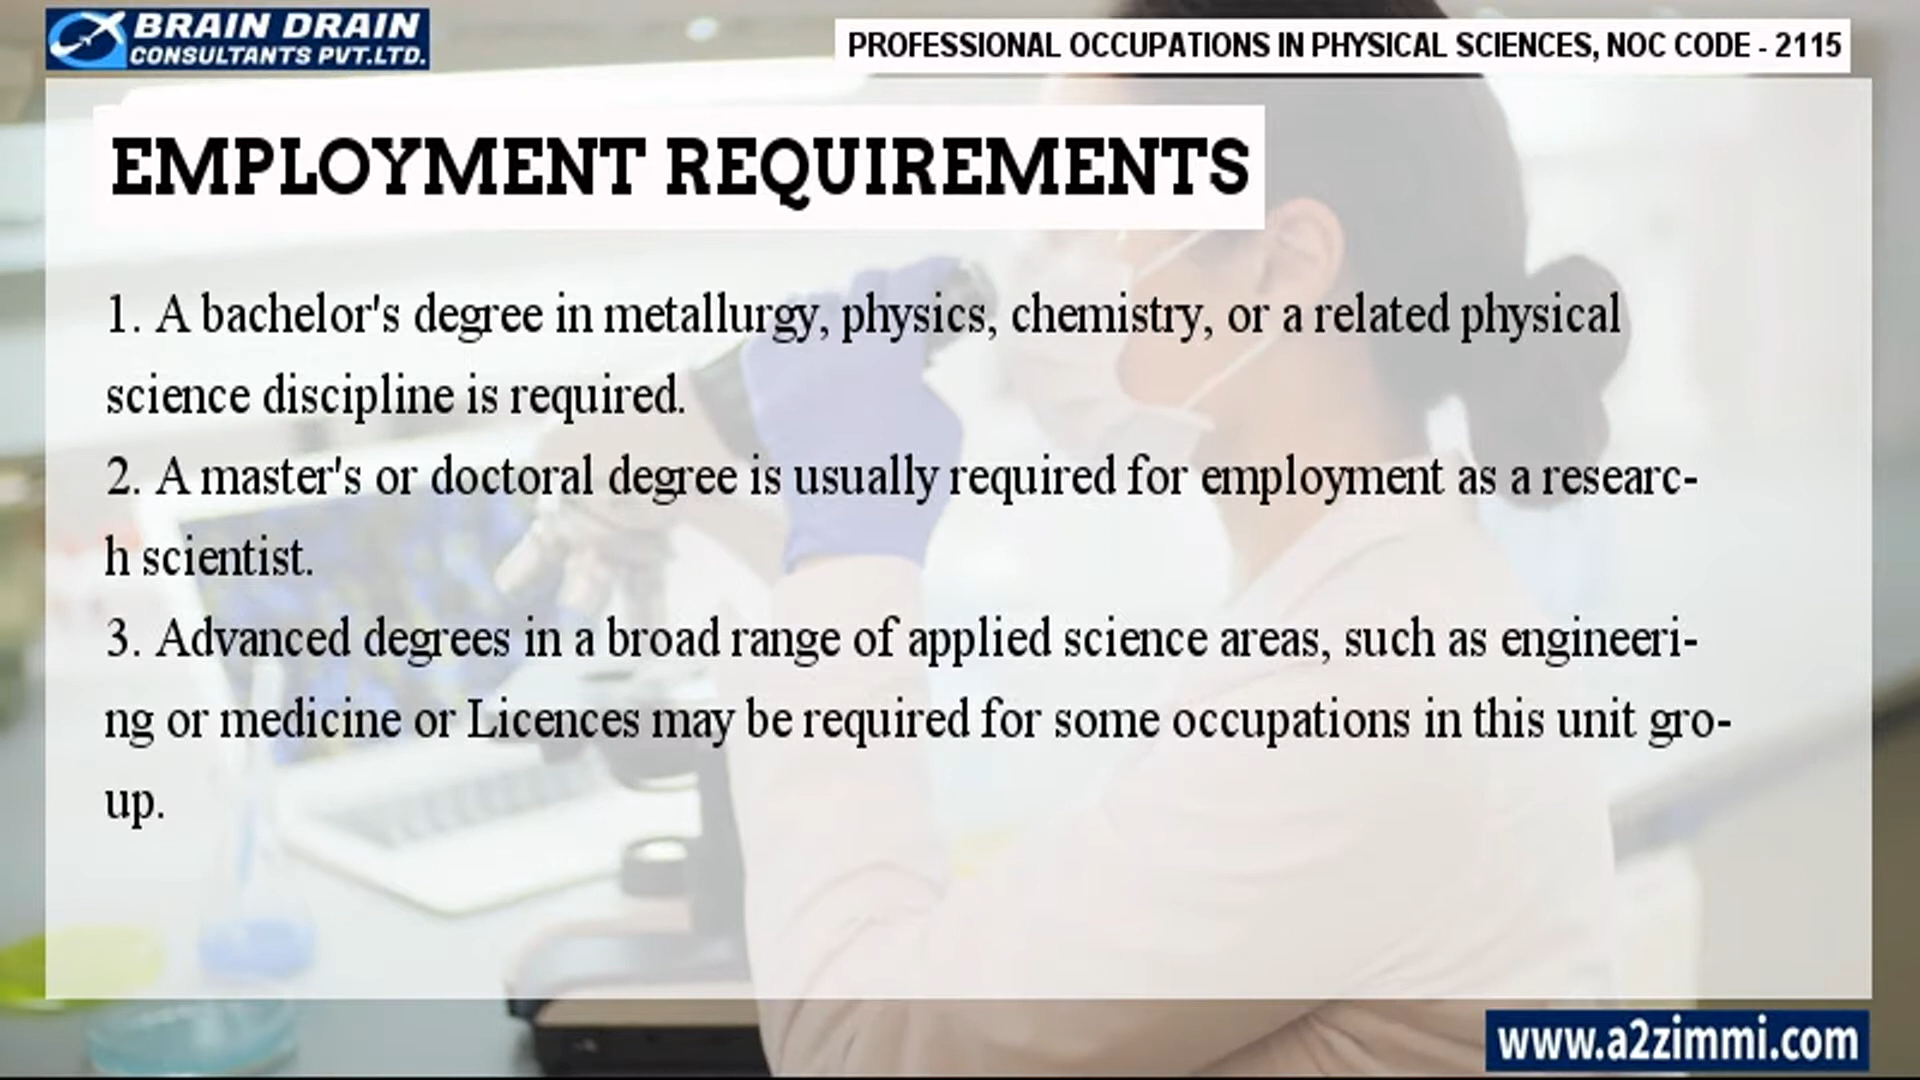 BRAIN DRAIN
CONSULTANTS PVT.LTD.
PROFESSIONAL OCCUPATIONS IN PHYSICAL SCIENCES, NOC CODE - 2115
EMPLOYMENT REQUIREMENTS
1. A bachelor's degree in metallurgy, physics, chemistry, or a related physical
science discipline is required.
2. A master's or doctoral degree is usually required for employment as a researc-
h scientist.
3. Advanced degrees in a broad range of applied science areas, such as engineeri-
ng or medicine or Licences may be required for some occupations in this unit gro-
up.
www.a2zimmi.com